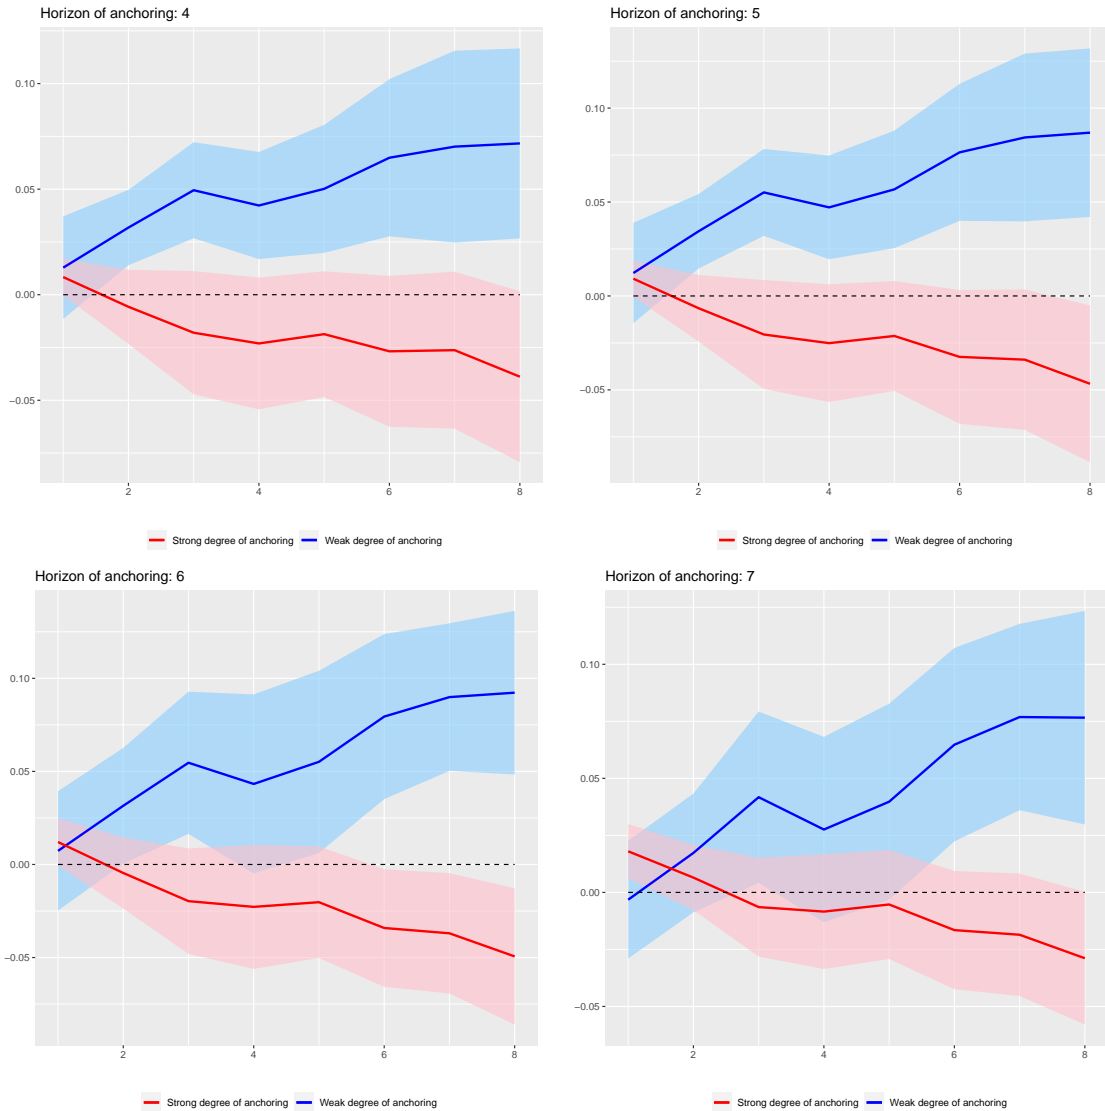 Horizon of anchoring: 4
0.10
0.05
0.00
−0.05
2 4 6 8
Strong degree of anchoring Weak degree of anchoring
Horizon of anchoring: 5
0.10
0.05
0.00
−0.05
2 4 6 8
Strong degree of anchoring Weak degree of anchoring
Horizon of anchoring: 6
0.10
0.05
0.00
−0.05
2 4 6 8
Strong degree of anchoring Weak degree of anchoring
Horizon of anchoring: 7
0.10
0.05
0.00
−0.05
2 4 6 8
Strong degree of anchoring Weak degree of anchoring